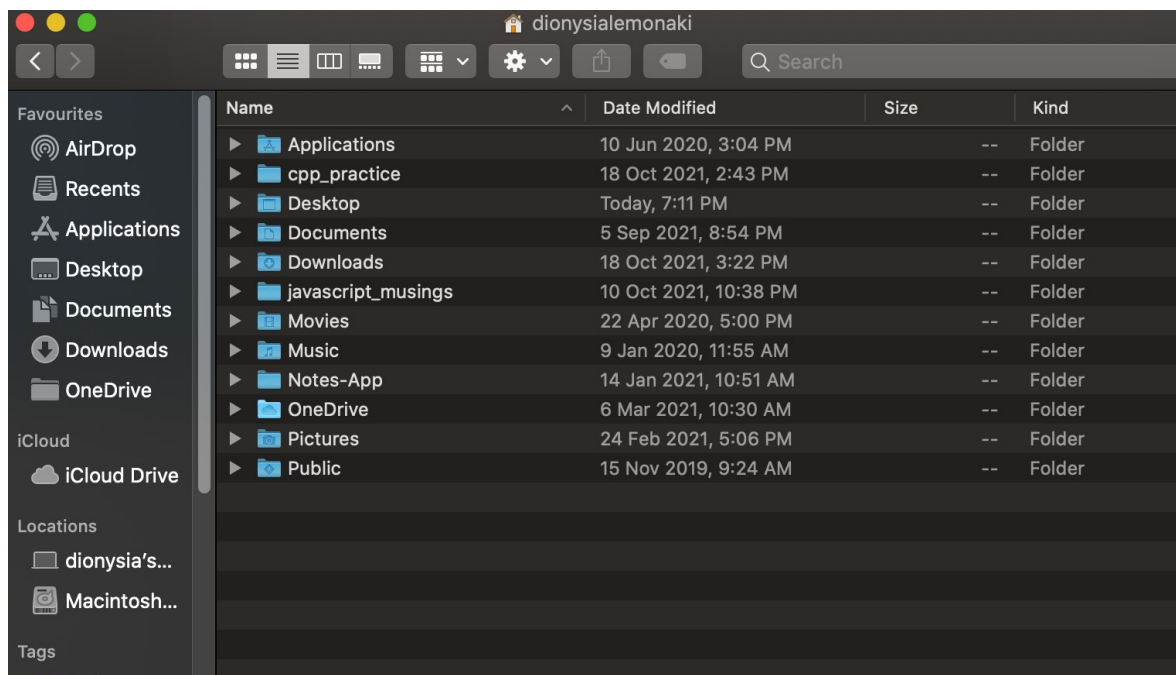 dionysialemonaki
Search
Favourites
AirDrop
Recents
Applications
Desktop
Documents
Downloads
OneDrive
iCloud
iCloud Drive
Locations
dionysia's...
Macintosh...
Tags
Name Date Modified Size Kind
Applications 10 Jun 2020, 3:04 PM -- Folder
cpp_practice 18 Oct 2021, 2:43 PM -- Folder
Desktop Today, 7:11 PM -- Folder
Documents 5 Sep 2021, 8:54 PM -- Folder
Downloads 18 Oct 2021, 3:22 PM -- Folder
javascript_musings 10 Oct 2021, 10:38 PM -- Folder
Movies 22 Apr 2020, 5:00 PM -- Folder
Music 9 Jan 2020, 11:55 AM -- Folder
Notes-App 14 Jan 2021, 10:51 AM -- Folder
OneDrive 6 Mar 2021, 10:30 AM -- Folder
Pictures 24 Feb 2021, 5:06 PM -- Folder
Public 15 Nov 2019, 9:24 AM -- Folder